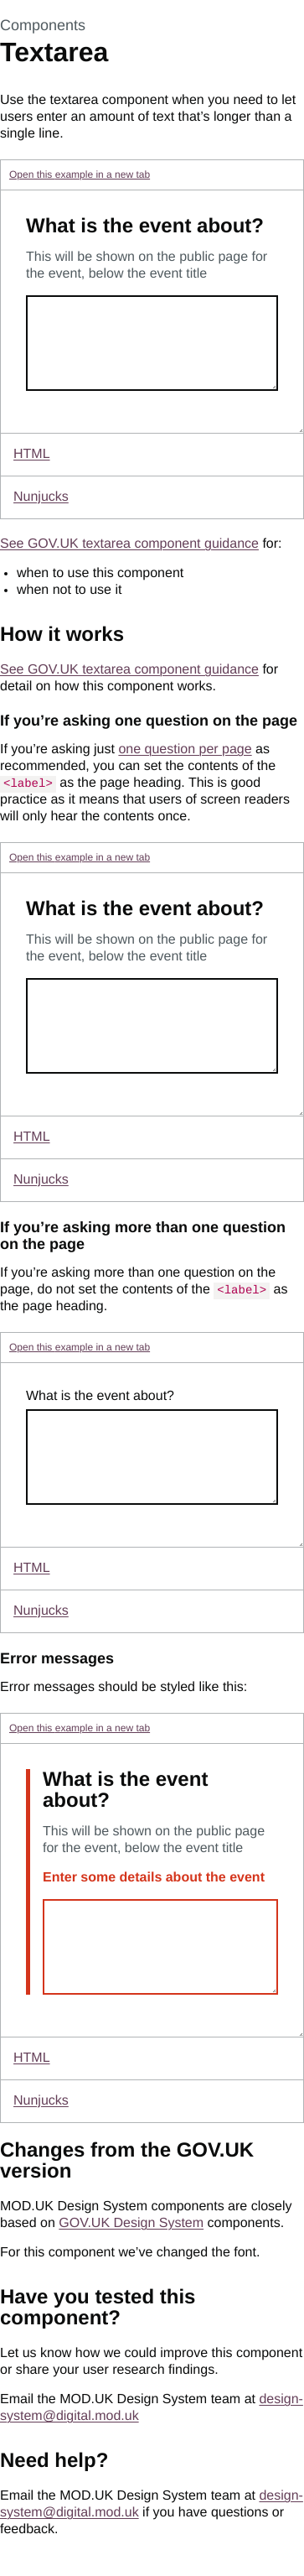 Components
Textarea
Use the textarea component when you need to let
users enter an amount of text that’s longer than a
single line.
Open this example in a new tab
What is the event about?
This will be shown on the public page for
the event, below the event title
HTML
Nunjucks
See GOV.UK textarea component guidance for:
• when to use this component
• when not to use it
How it works
See GOV.UK textarea component guidance for
detail on how this component works.
If you’re asking one question on the page
If you’re asking just one question per page as
recommended, you can set the contents of the
<label> as the page heading. This is good
practice as it means that users of screen readers
will only hear the contents once.
Open this example in a new tab
What is the event about?
This will be shown on the public page for
the event, below the event title
HTML
Nunjucks
If you’re asking more than one question
on the page
If you’re asking more than one question on the
page, do not set the contents of the <label> as
the page heading.
Open this example in a new tab
What is the event about?
HTML
Nunjucks
Error messages
Error messages should be styled like this:
Open this example in a new tab
What is the event
about?
This will be shown on the public page
for the event, below the event title
Enter some details about the event
HTML
Nunjucks
Changes from the GOV.UK
version
MOD.UK Design System components are closely
based on GOV.UK Design System components.
For this component we’ve changed the font.
Have you tested this
component?
Let us know how we could improve this component
or share your user research findings.
Email the MOD.UK Design System team at design-
system@digital.mod.uk
Need help?
Email the MOD.UK Design System team at design-
system@digital.mod.uk if you have questions or
feedback.